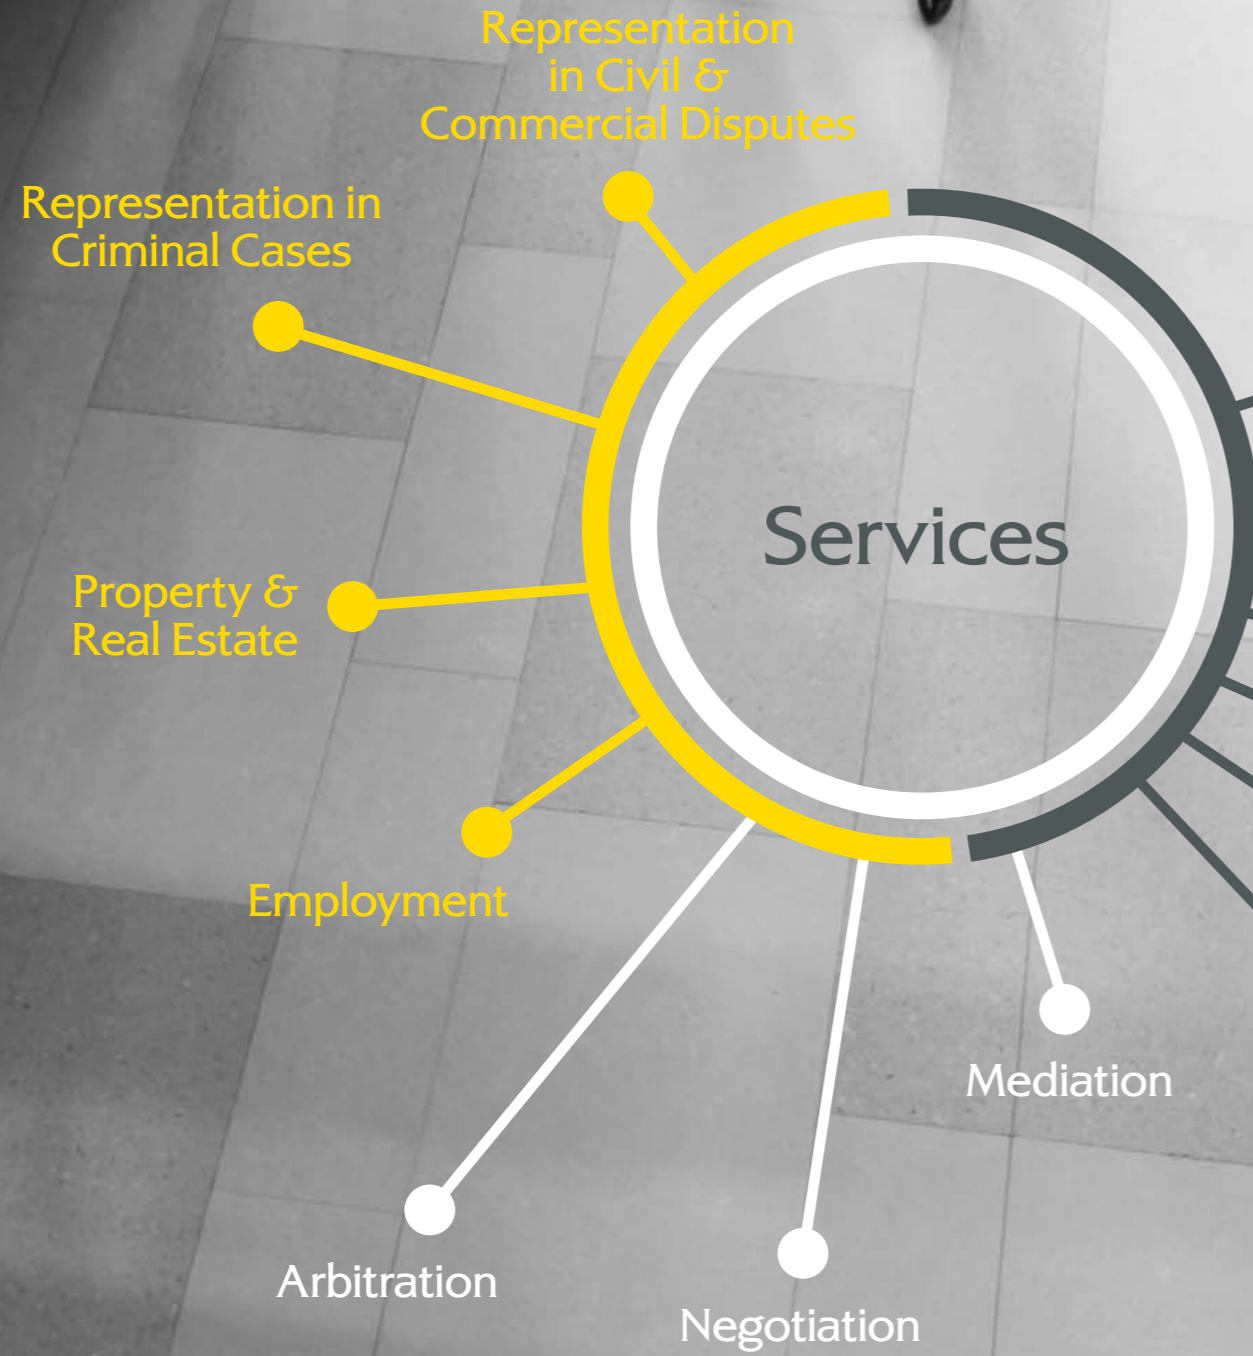 Representation
in Civil &
Commercial Disputes
Representation in
Criminal Cases
Services
Property &
Real Estate
Employment
Mediation
Arbitration
Negotiation